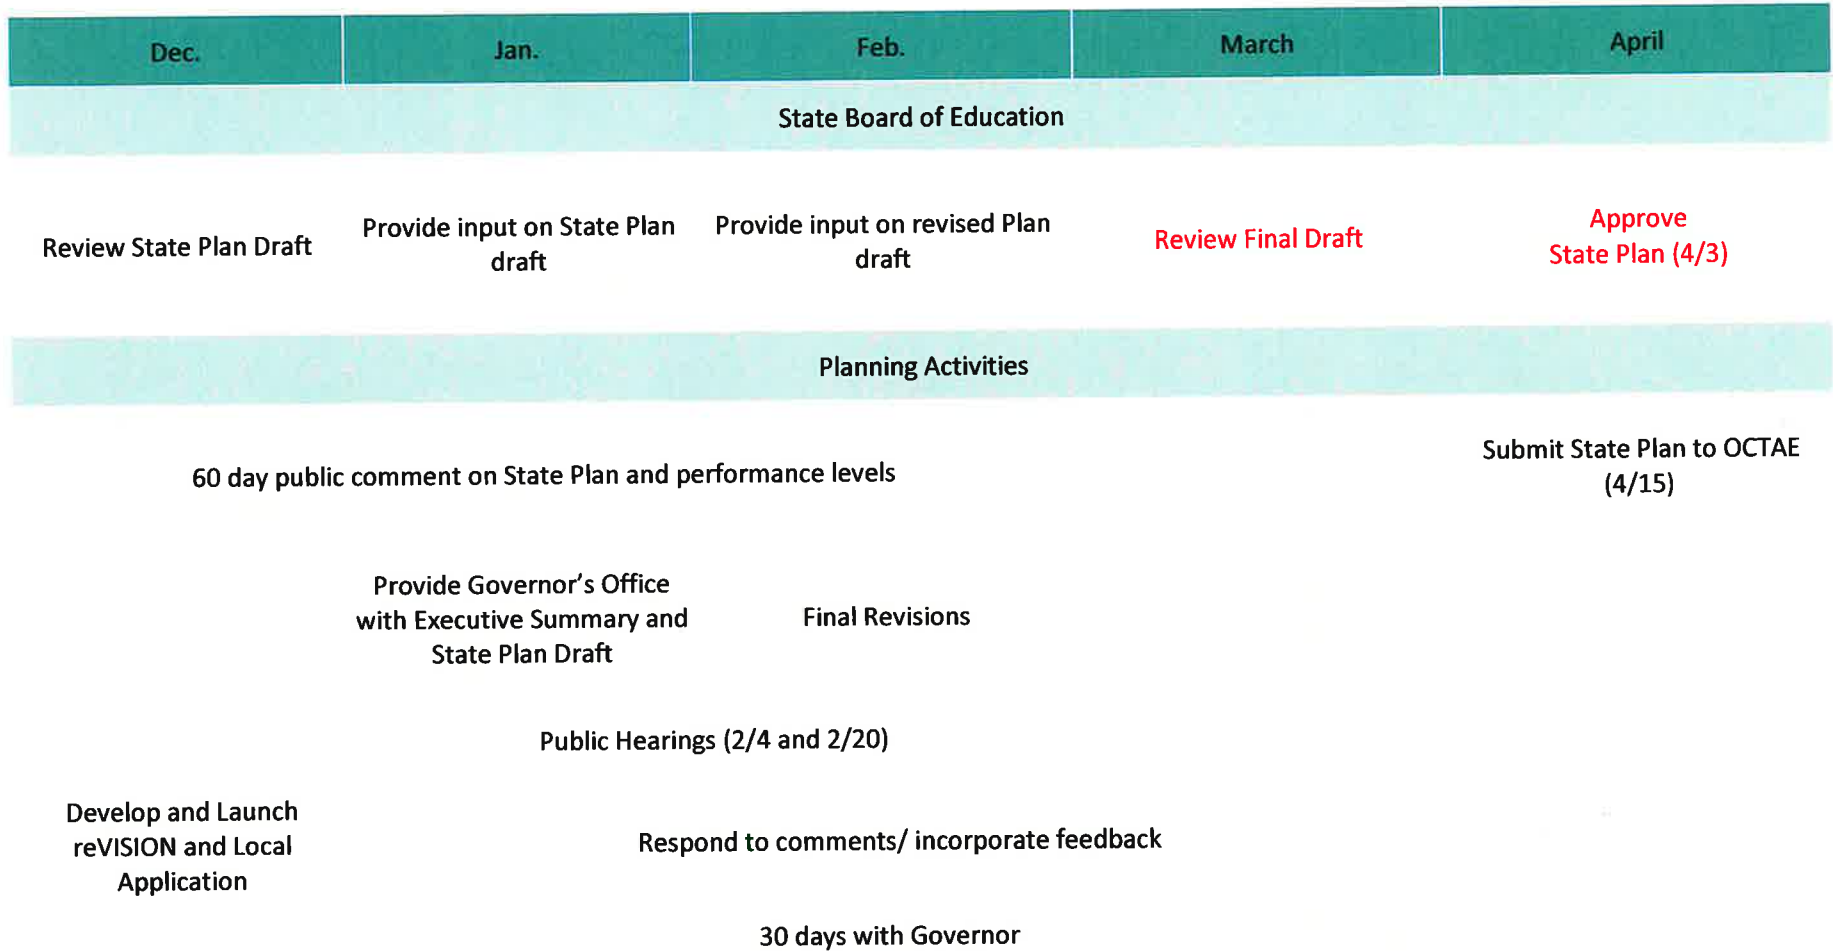 Dec. Jan. Feb. March April
State Board of Education
Review State Plan Draft
Provide input on State Plan
draft
Provide input on revised Plan
draft
Review Final Draft
Approve
State Plan (4/3)
Planning Activities
60 day public comment on State Plan and performance levels
Submit State Plan to OCTAE
(4/15)
Provide Governor's Office
with Executive Summary and
State Plan Draft
Final Revisions
Public Hearings (2/4 and 2/20)
Develop and Launch
reVISION and Local
Application
Respond to comments/ incorporate feedback
30 days with Governor